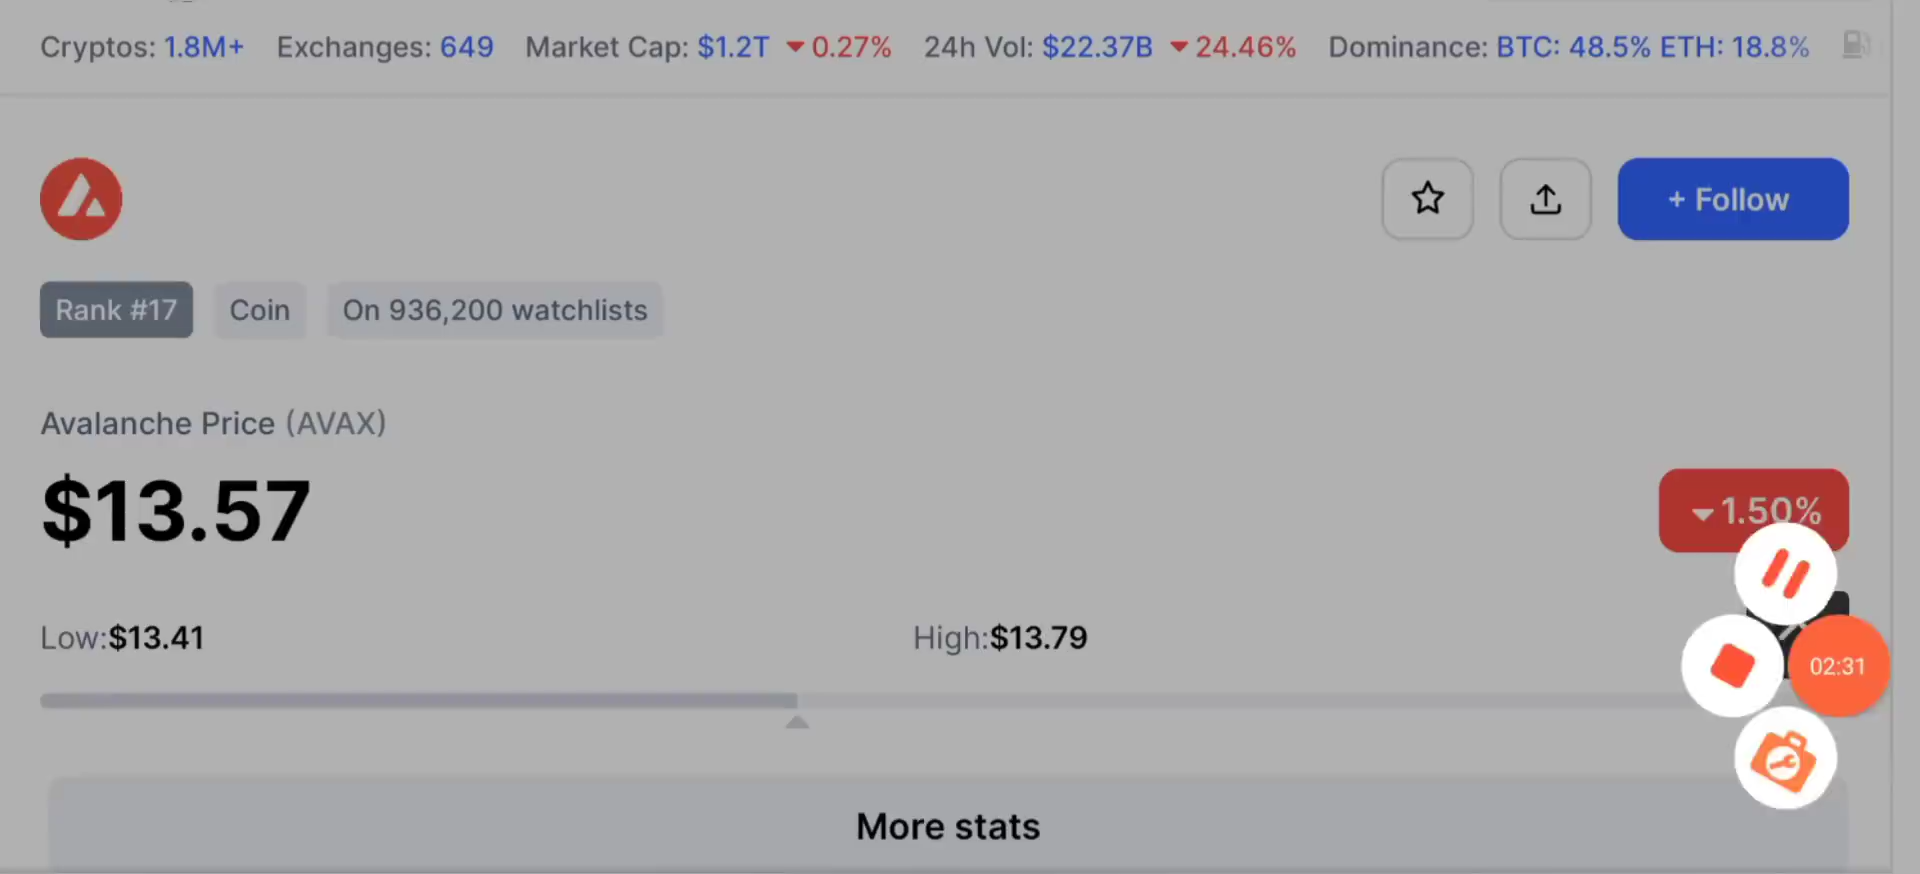 Cryptos: 1.8M+ Exchanges: 649 Market Cap: $1.2T 0.27% 24h Vol: $22.37B 24.46% Dominance: BTC: 48.5% ETH: 18.8%
+ Follow
Rank #17 Coin On 936,200 watchlists
Avalanche Price (AVAX)
$13.57 1.50%
Low:$13.41 High:$13.79
02:31
More stats